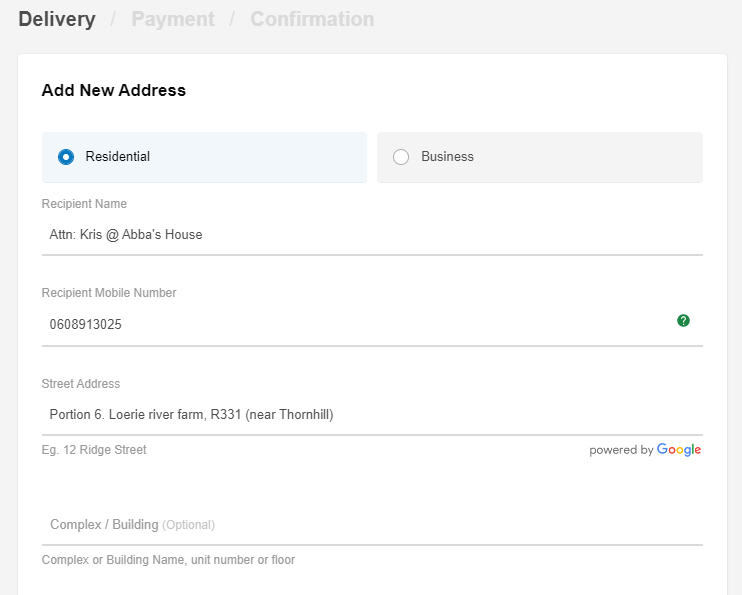 Delivery / Payment / Confirmation
Add New Address
Residential
Business
Recipient Name
Attn: Kris @ Abba's House
Recipient Mobile Number
0608913025
?
Street Address
Portion 6. Loerie river farm, R331 (near Thornhill)
Eg. 12 Ridge Street
powered by Google
Complex / Building (Optional)
Complex or Building Name, unit number or floor